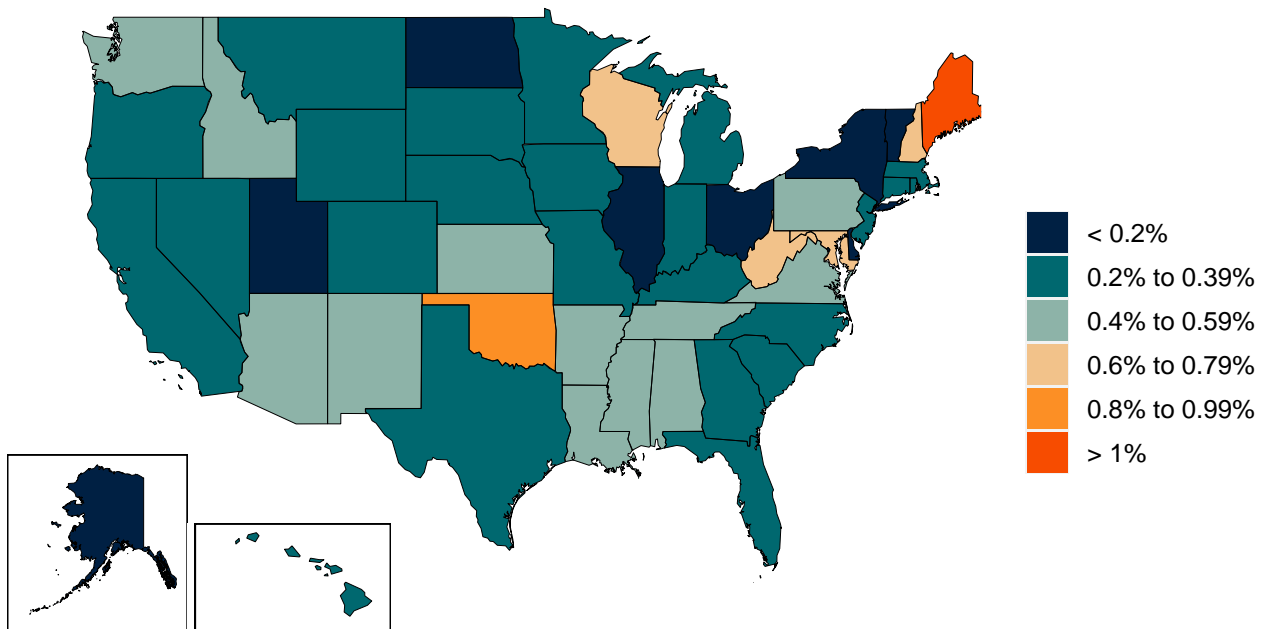 < 0.2%
0.2% to 0.39%
0.4% to 0.59%
0.6% to 0.79%
0.8% to 0.99%
> 1%